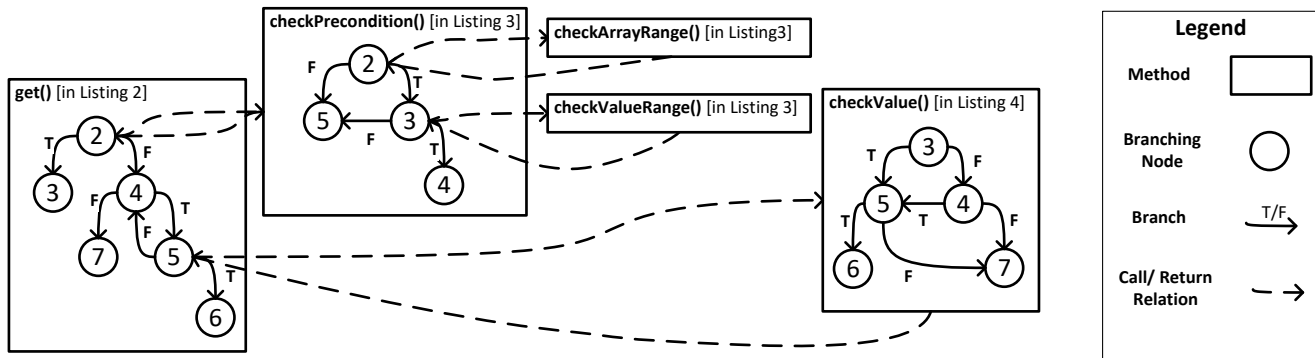 get() [in Listing 2]
2
T
F
3
4
F
T
7
F
5
T
6
checkPrecondition() [in Listing 3]
2
F
T
5
3
F
T
4
checkArrayRange() [in Listing3]
checkValueRange() [in Listing 3]
checkValue() [in Listing 4]
3
T
F
5
4
T
T
F
6
F
7
Legend
Method
Branching
Node
Branch
T/F
Call/ Return
Relation